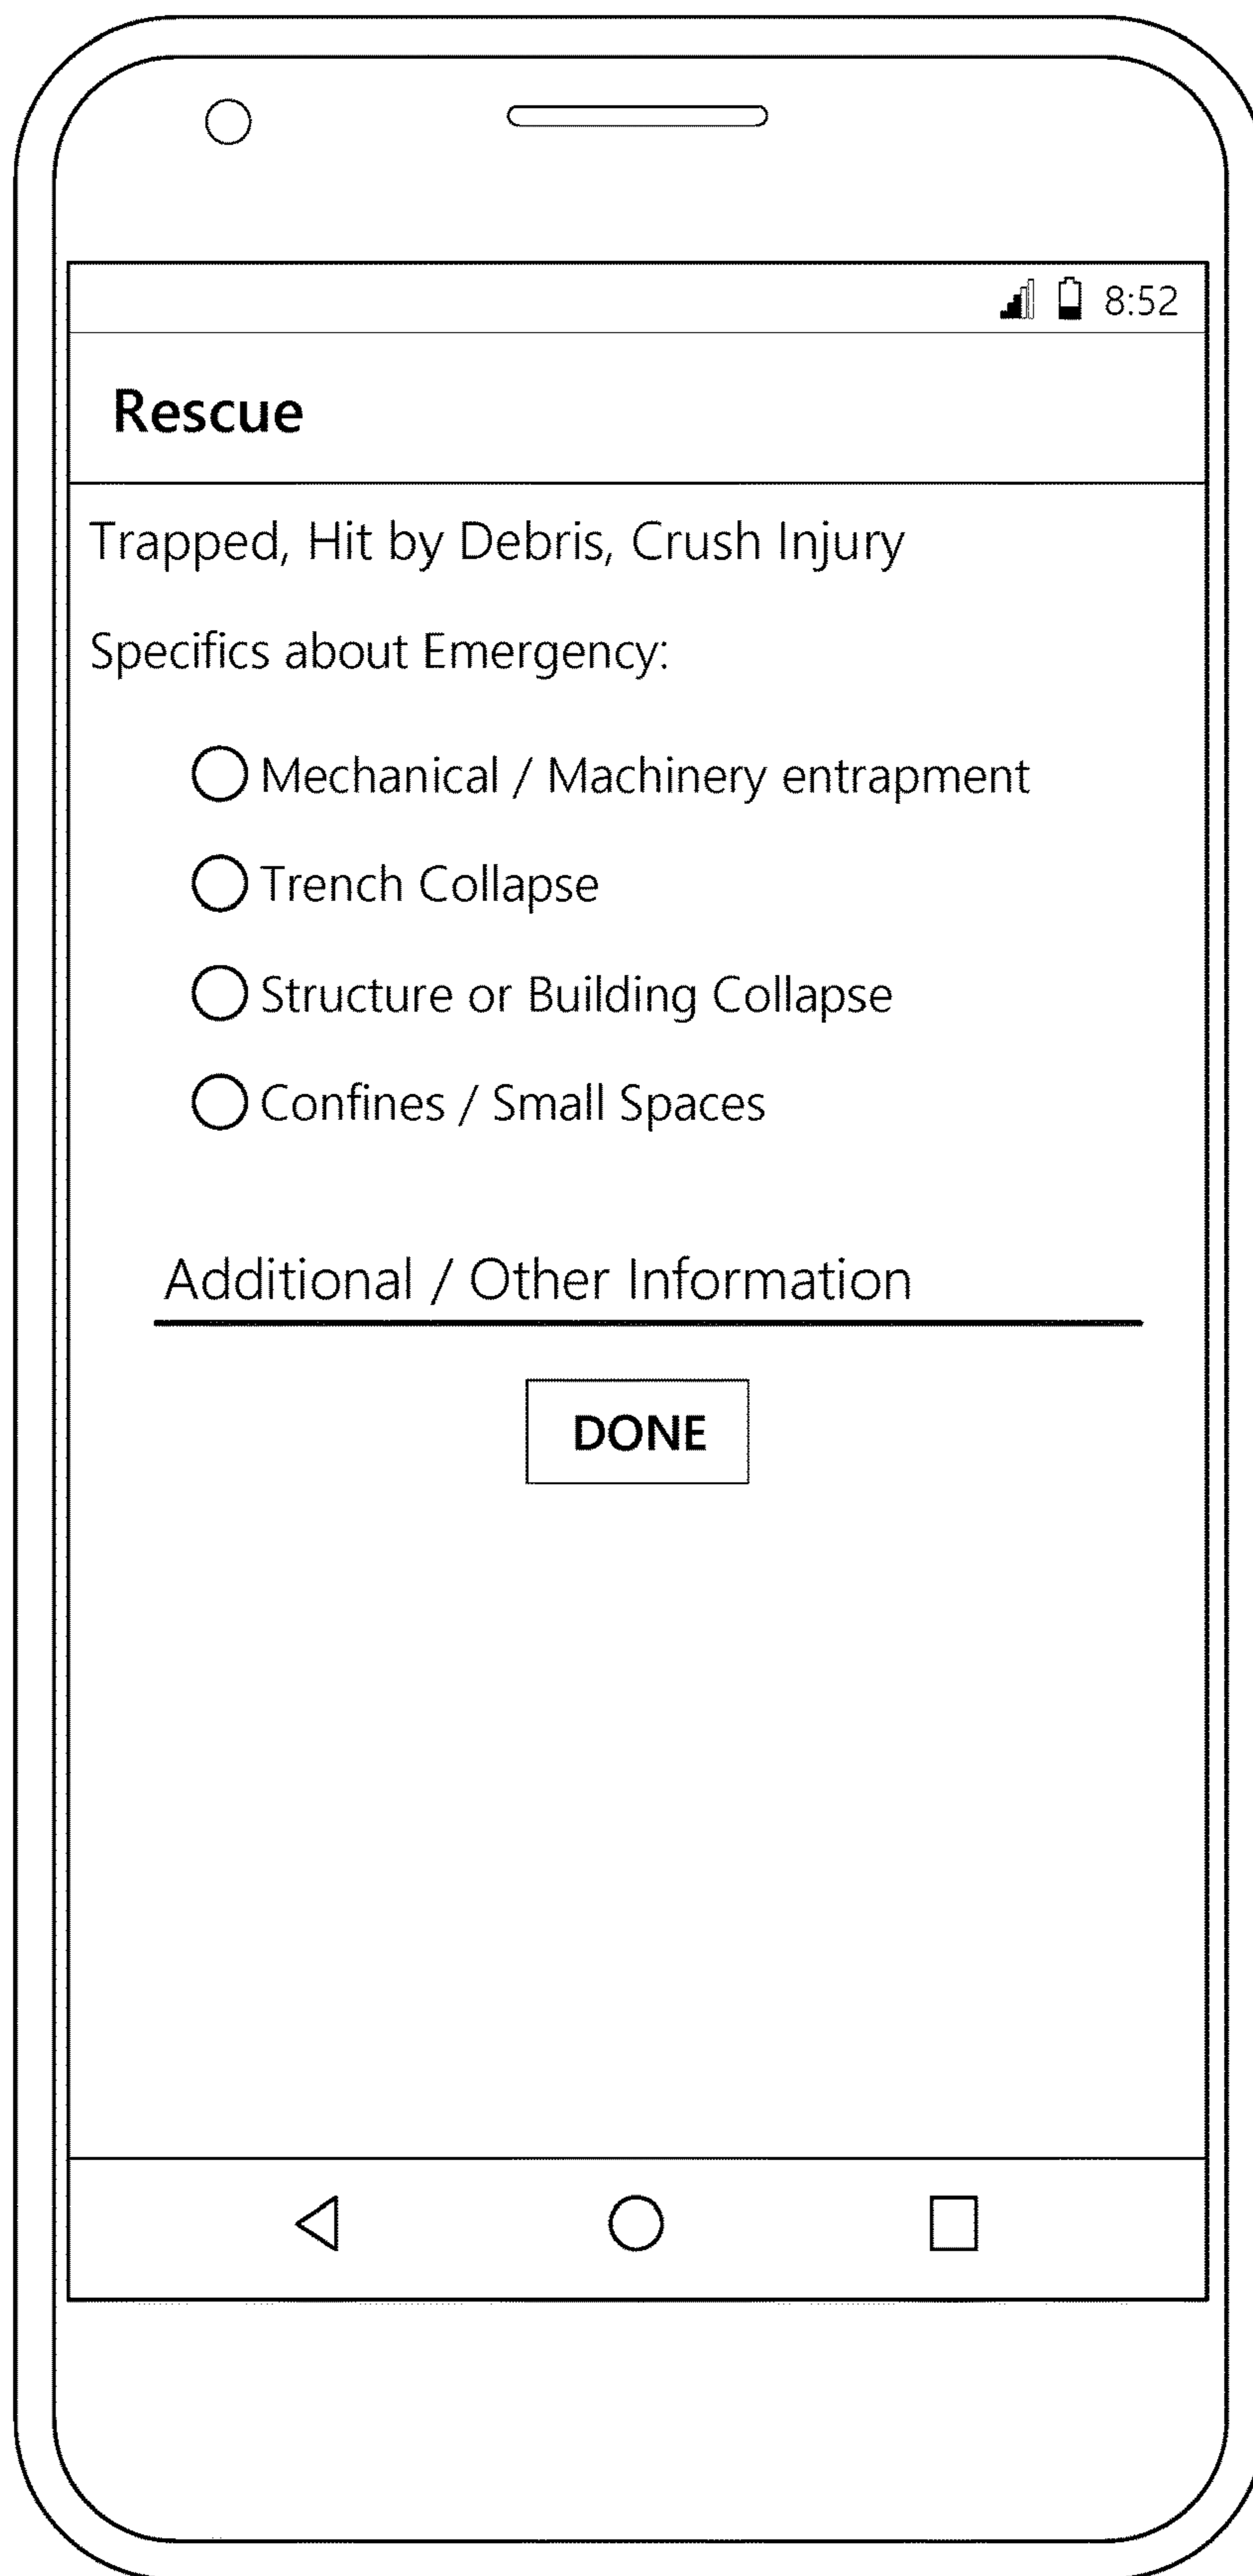 8:52
Rescue
Trapped, Hit by Debris, Crush Injury
Specifics about Emergency:
Mechanical / Machinery entrapment
Trench Collapse
Structure or Building Collapse
Confines / Small Spaces
Additional / Other Information
DONE